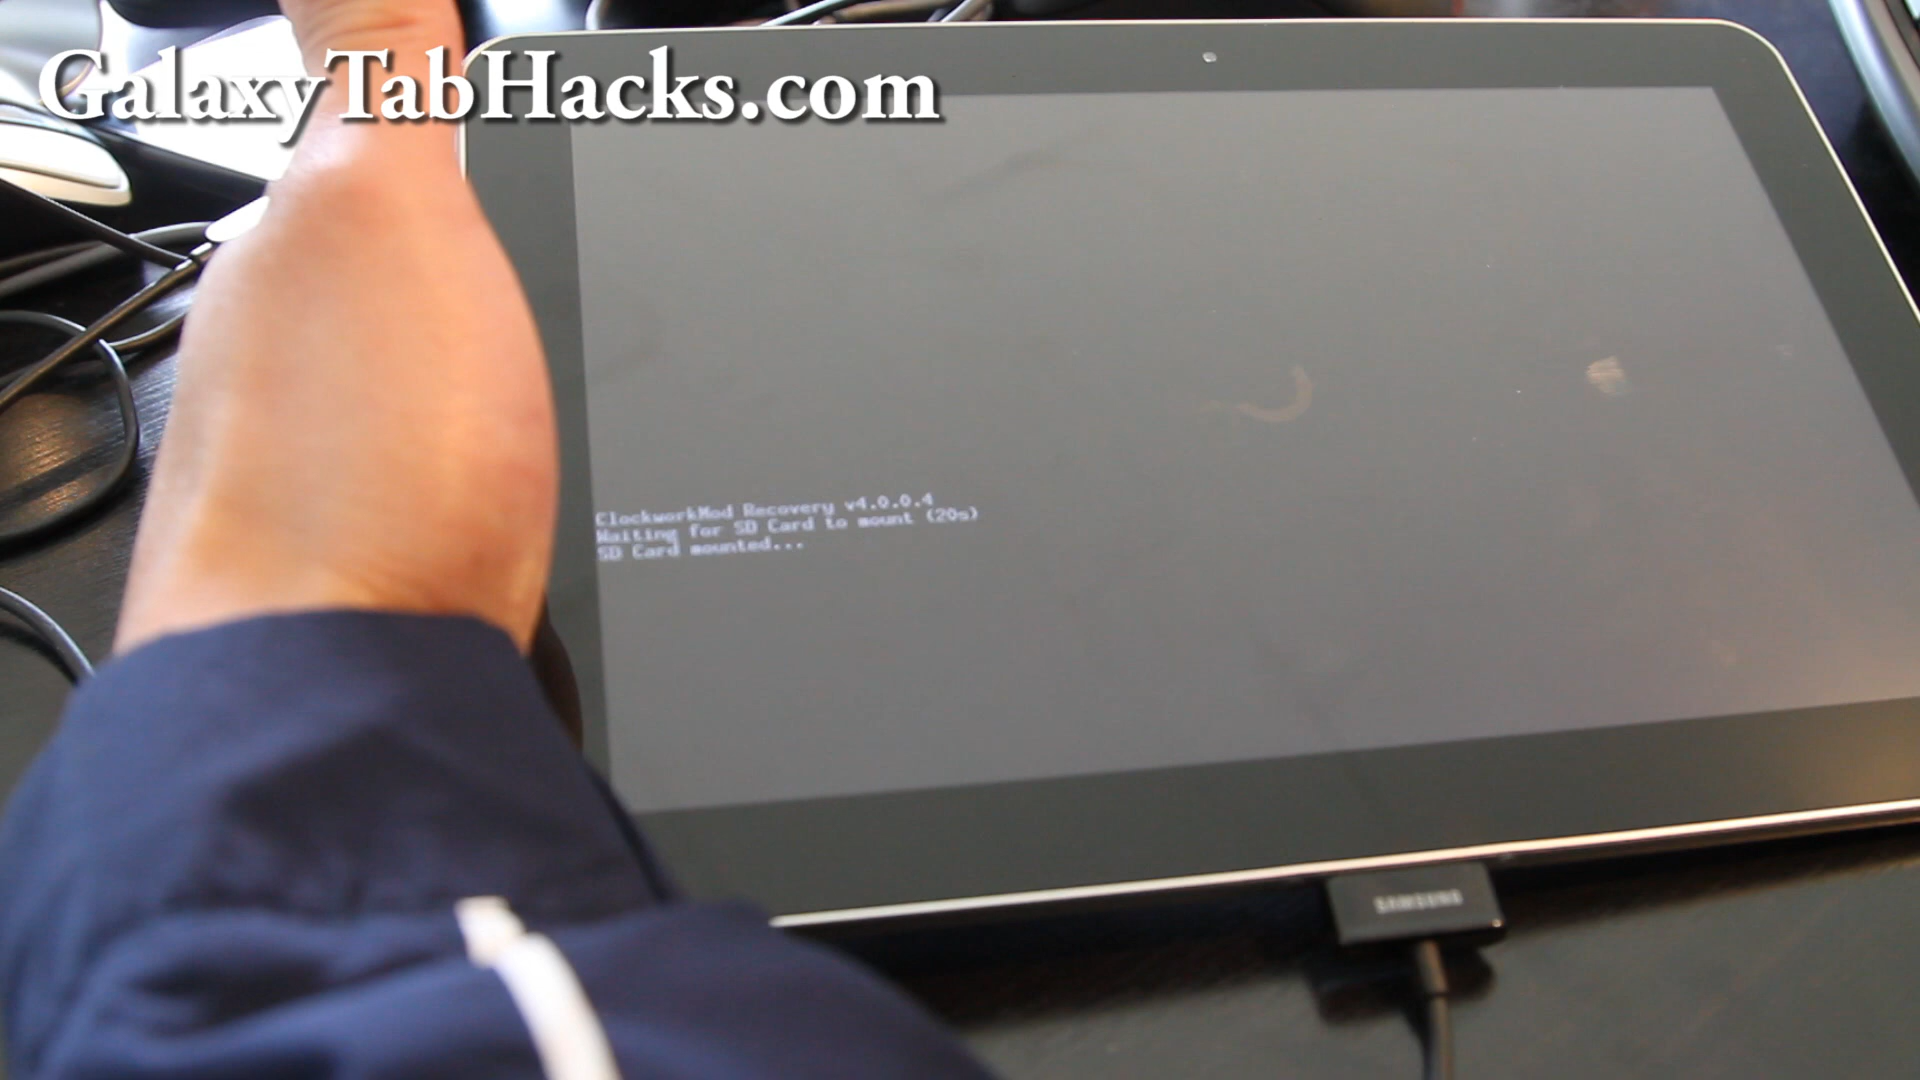 GalaxyTabHacks.com
ClockworkMod Recovery v4.0.0.4
Waiting for SD Card to mount (20s)
SD Card mounted...
SAMSUNG